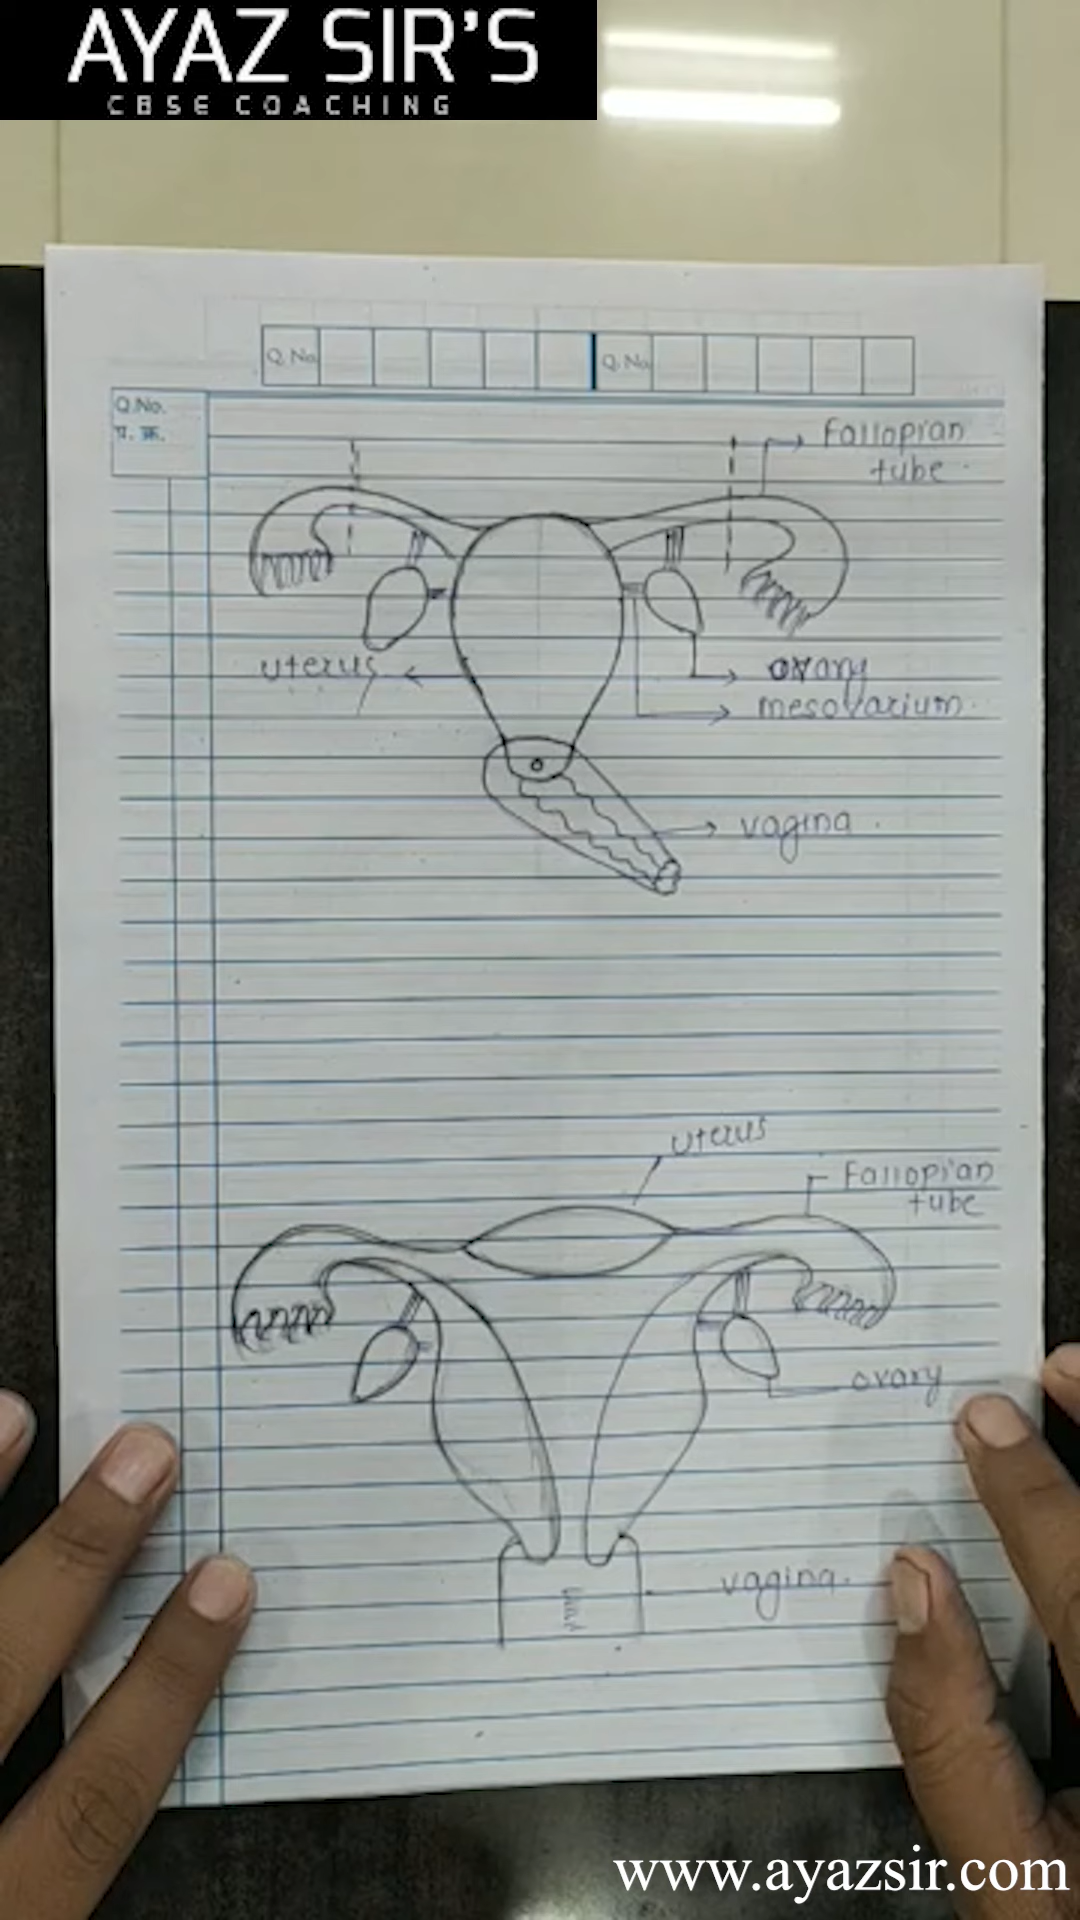 AYAZ SIR'S
CBSE COACHING
Q.No.
Q.No.
Q.No.
प्र. क्र.
Fallopian
tube
uterus
ovary
mesovarium
vagina
uterus
Fallopian
tube
ovary
vagina.
www.ayazsir.com